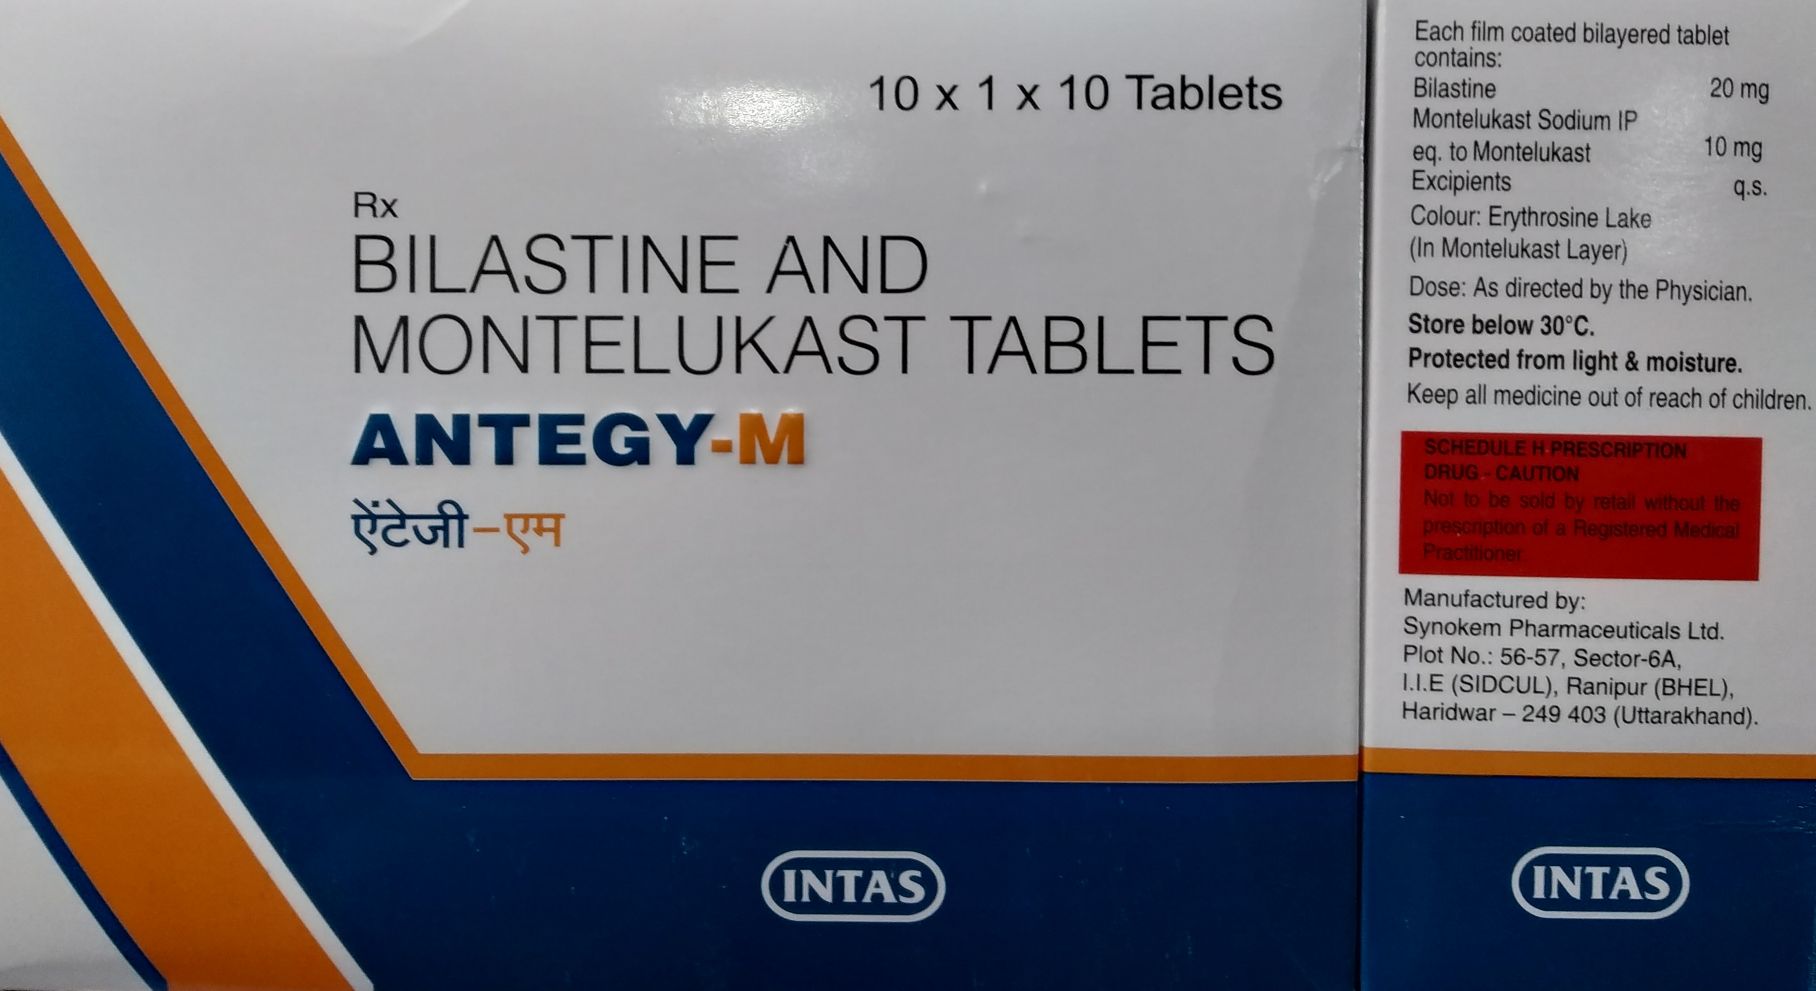 10 x 1 x 10 Tablets
Rx
BILASTINE AND
MONTELUKAST TABLETS
ANTEGY-M
ऐंटेजी-एम
INTAS
Each film coated bilayered tablet
contains:
Bilastine 20 mg
Montelukast Sodium IP
eq. to Montelukast 10 mg
Excipients q.s.
Colour: Erythrosine Lake
(In Montelukast Layer)
Dose: As directed by the Physician.
Store below 30°C.
Protected from light & moisture.
Keep all medicine out of reach of children.
SCHEDULE H PRESCRIPTION
DRUG - CAUTION
Not to be sold by retail without the
prescription of a Registered Medical
Practitioner
Manufactured by:
Synokem Pharmaceuticals Ltd.
Plot No.: 56-57, Sector-6A,
I.I.E (SIDCUL), Ranipur (BHEL),
Haridwar – 249 403 (Uttarakhand).
INTAS